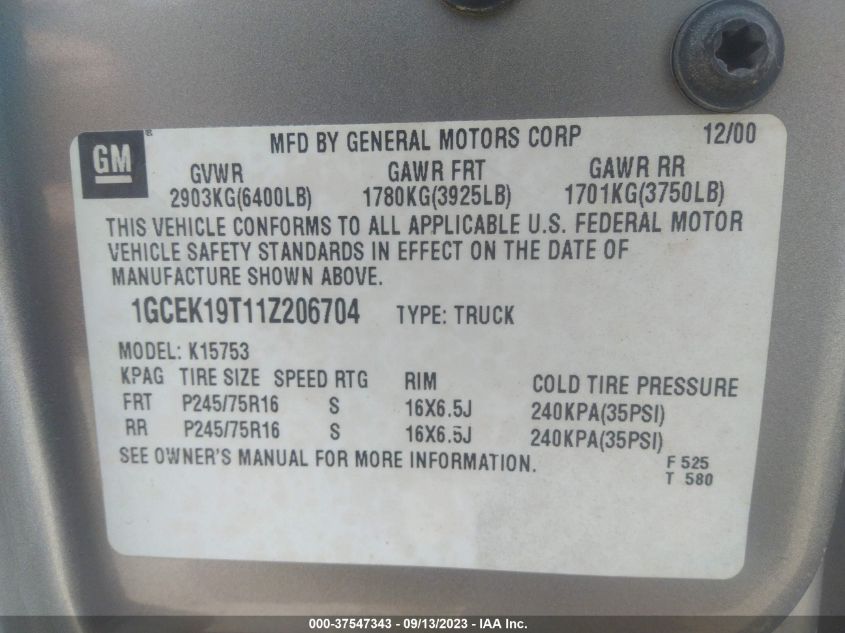 GM
®
MFD BY GENERAL MOTORS CORP 12/00
GVWR GAWR FRT GAWR RR
2903KG(6400LB) 1780KG(3925LB) 1701KG(3750LB)
THIS VEHICLE CONFORMS TO ALL APPLICABLE U.S. FEDERAL MOTOR
VEHICLE SAFETY STANDARDS IN EFFECT ON THE DATE OF
MANUFACTURE SHOWN ABOVE.
1GCEK19T11Z206704 TYPE: TRUCK
MODEL: K15753
KPAG TIRE SIZE SPEED RTG RIM COLD TIRE PRESSURE
FRT P245/75R16 S 16X6.5J 240KPA(35PSI)
RR P245/75R16 S 16X6.5J 240KPA(35PSI)
SEE OWNER'S MANUAL FOR MORE INFORMATION.
F 525
T 580
000-37547343 - 09/13/2023 - IAA Inc.